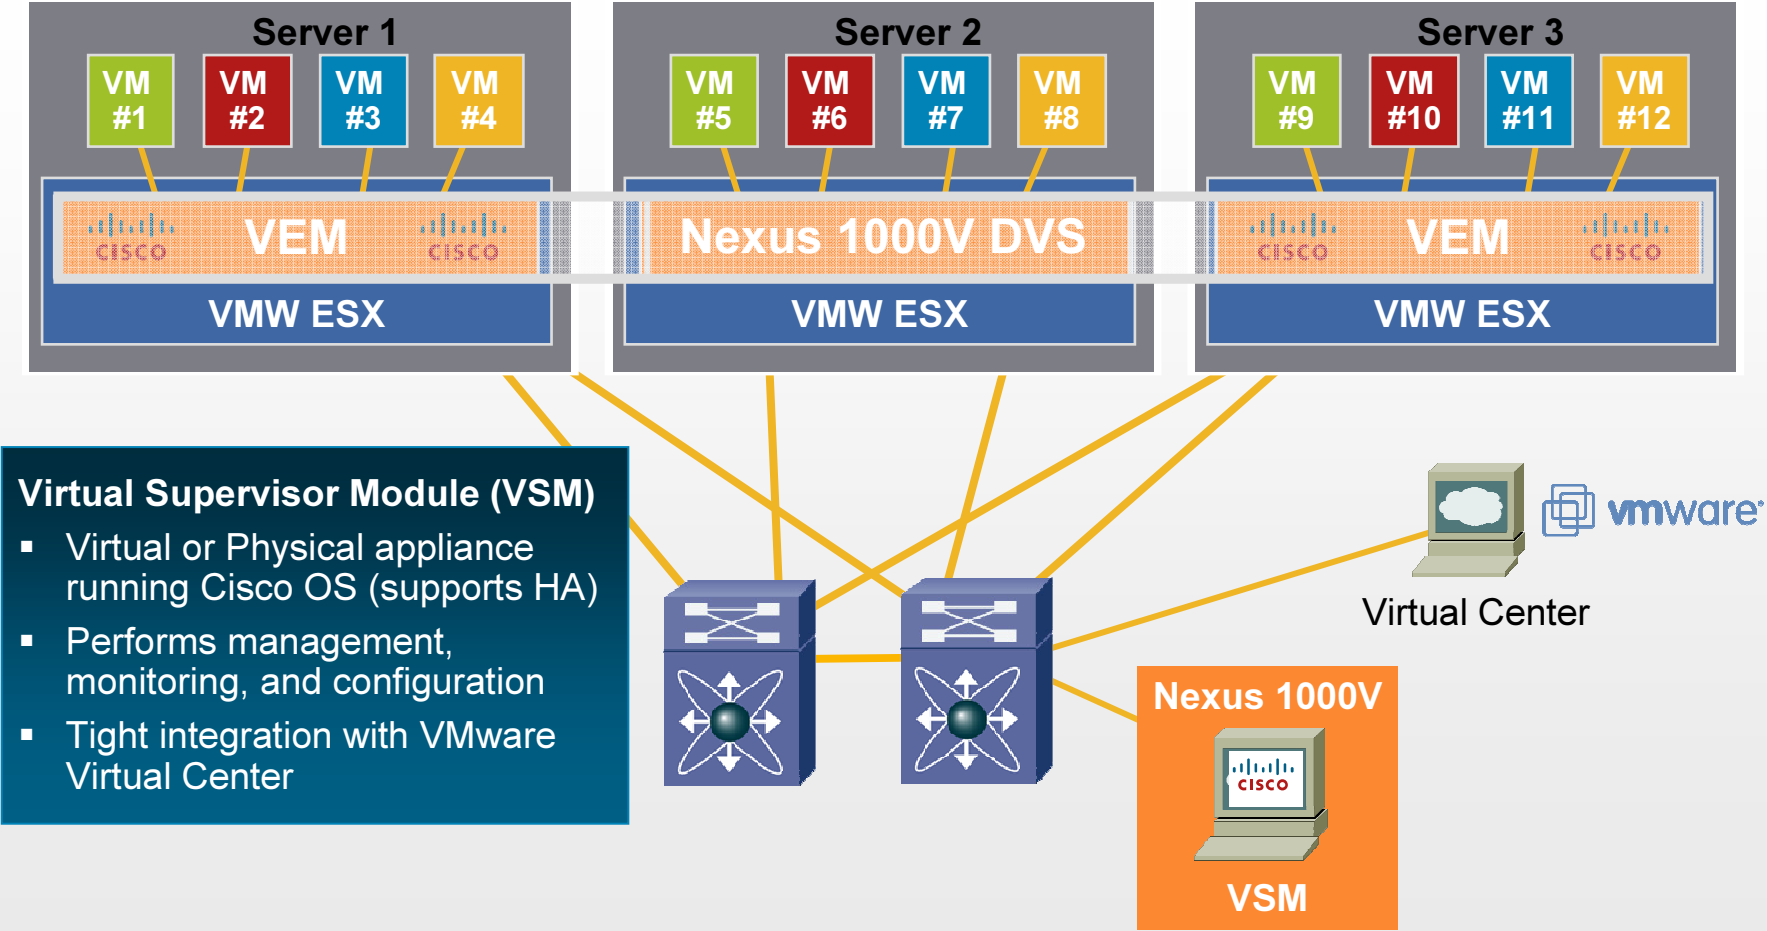 Server 1
Server 2
Server 3
VM #1
VM #2
VM #3
VM #4
VM #5
VM #6
VM #7
VM #8
VM #9
VM #10
VM #11
VM #12
CISCO
VEM
CISCO
Nexus 1000V DVS
CISCO
VEM
CISCO
VMW ESX
VMW ESX
VMW ESX
Virtual Supervisor Module (VSM)
▪ Virtual or Physical appliance
running Cisco OS (supports HA)
▪ Performs management,
monitoring, and configuration
▪ Tight integration with VMware
Virtual Center
vmware
Virtual Center
Nexus 1000V
CISCO
VSM